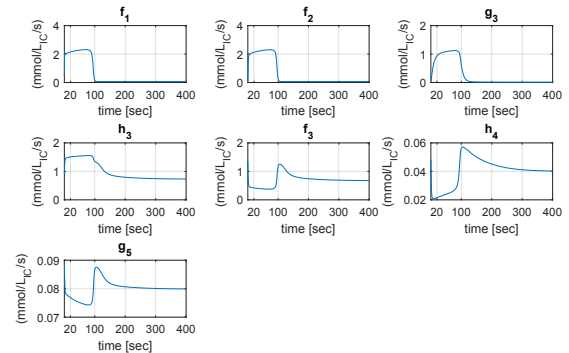 f1
f2
g3
(mmol/LIC/s)
4
2
0
20 100 200 300 400
time [sec]
(mmol/LIC/s)
4
2
0
20 100 200 300 400
time [sec]
(mmol/LIC/s)
2
1
0
20 100 200 300 400
time [sec]
h3
f3
h4
(mmol/LIC/s)
2
1
0
20 100 200 300 400
time [sec]
(mmol/LIC/s)
2
1
0
20 100 200 300 400
time [sec]
(mmol/LIC/s)
0.06
0.04
0.02
20 100 200 300 400
time [sec]
g5
(mmol/LIC/s)
0.09
0.08
0.07
20 100 200 300 400
time [sec]